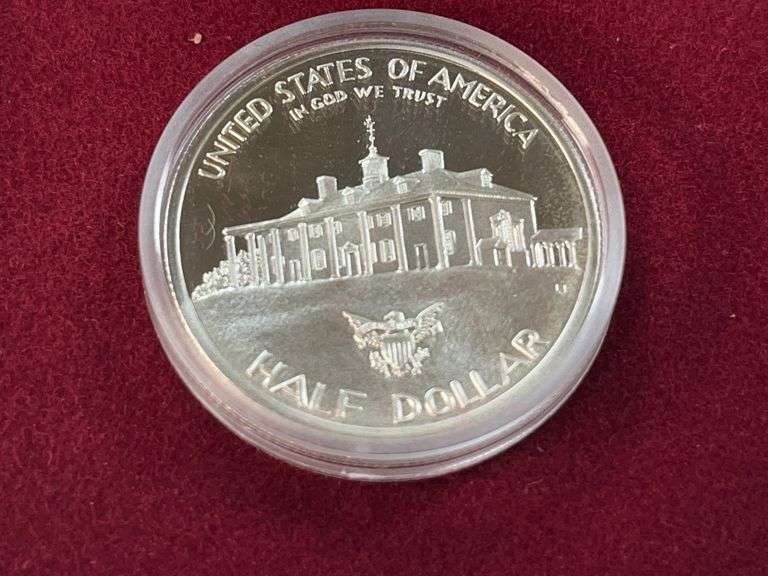 UNITED STATES OF AMERICA
IN GOD WE TRUST
HALF DOLLAR